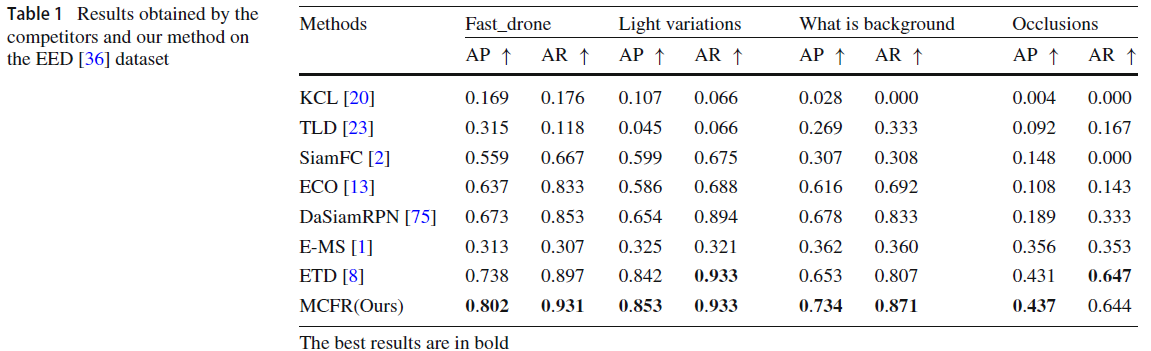 Table 1 Results obtained by the
competitors and our method on
the EED [36] dataset
Methods Fast_drone Light variations What is background Occlusions
AP ↑ AR ↑ AP ↑ AR ↑ AP ↑ AR ↑ AP ↑ AR ↑
KCL [20] 0.169 0.176 0.107 0.066 0.028 0.000 0.004 0.000
TLD [23] 0.315 0.118 0.045 0.066 0.269 0.333 0.092 0.167
SiamFC [2] 0.559 0.667 0.599 0.675 0.307 0.308 0.148 0.000
ECO [13] 0.637 0.833 0.586 0.688 0.616 0.692 0.108 0.143
DaSiamRPN [75] 0.673 0.853 0.654 0.894 0.678 0.833 0.189 0.333
E-MS [1] 0.313 0.307 0.325 0.321 0.362 0.360 0.356 0.353
ETD [8] 0.738 0.897 0.842 0.933 0.653 0.807 0.431 0.647
MCFR(Ours) 0.802 0.931 0.853 0.933 0.734 0.871 0.437 0.644
The best results are in bold